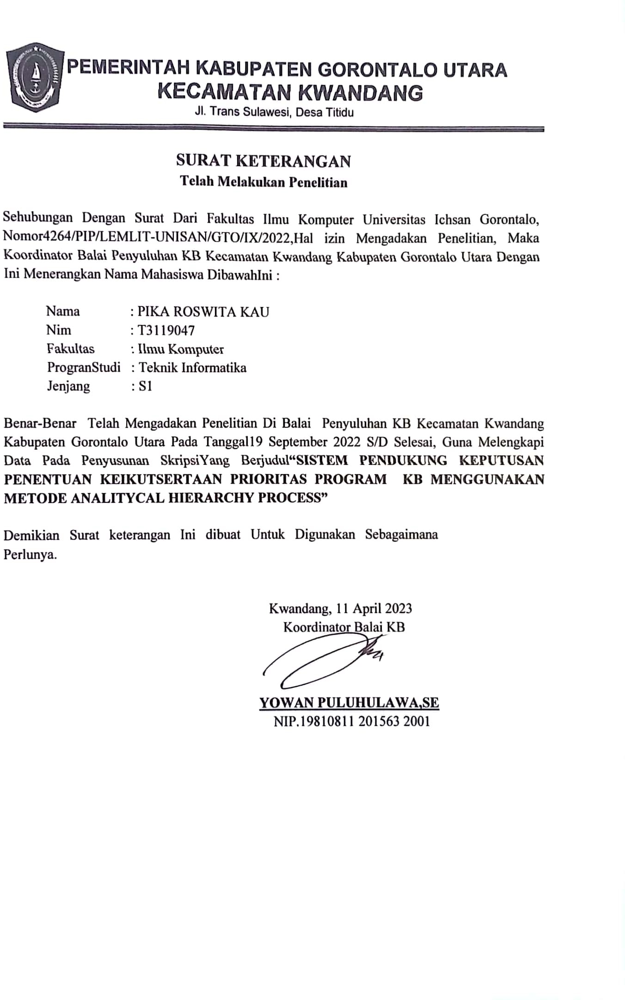 PEMERINTAH KABUPATEN GORONTALO UTARA
KECAMATAN KWANDANG
Jl. Trans Sulawesi, Desa Titidu
SURAT KETERANGAN
Telah Melakukan Penelitian
Sehubungan Dengan Surat Dari Fakultas Ilmu Komputer Universitas Ichsan Gorontalo,
Nomor4264/PIP/LEMLIT-UNISAN/GTO/IX/2022,Hal izin Mengadakan Penelitian, Maka
Koordinator Balai Penyuluhan KB Kecamatan Kwandang Kabupaten Gorontalo Utara Dengan
Ini Menerangkan Nama Mahasiswa DibawahIni :
Nama : PIKA ROSWITA KAU
Nim : T3119047
Fakultas : Ilmu Komputer
ProgranStudi : Teknik Informatika
Jenjang : S1
Benar-Benar Telah Mengadakan Penelitian Di Balai Penyuluhan KB Kecamatan Kwandang
Kabupaten Gorontalo Utara Pada Tanggal19 September 2022 S/D Selesai, Guna Melengkapi
Data Pada Penyusunan SkripsiYang Berjudul“SISTEM PENDUKUNG KEPUTUSAN
PENENTUAN KEIKUTSERTAAN PRIORITAS PROGRAM KB MENGGUNAKAN
METODE ANALITYCAL HIERARCHY PROCESS”
Demikian Surat keterangan Ini dibuat Untuk Digunakan Sebagaimana
Perlunya.
Kwandang, 11 April 2023
Koordinator Balai KB
YOWAN PULUHULAWA,SE
NIP.19810811 201563 2001